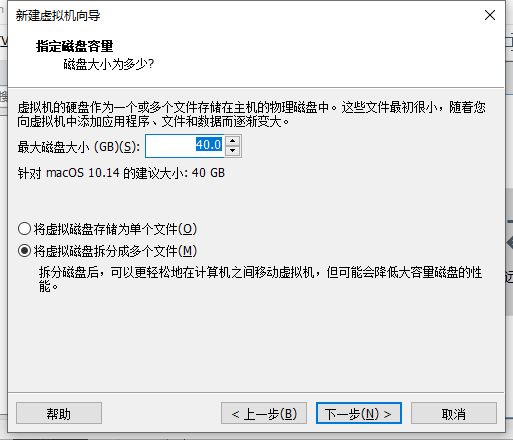 新建虚拟机向导
指定磁盘容量
磁盘大小为多少?
虚拟机的硬盘作为一个或多个文件存储在主机的物理磁盘中。这些文件最初很小，随着您
向虚拟机中添加应用程序、文件和数据而逐渐变大。
最大磁盘大小 (GB)(S): 40.0
针对 macOS 10.14 的建议大小: 40 GB
将虚拟磁盘存储为单个文件(O)
将虚拟磁盘拆分成多个文件(M)
拆分磁盘后，可以更轻松地在计算机之间移动虚拟机，但可能会降低大容量磁盘的性
能。
帮助 < 上一步(B) 下一步(N) > 取消